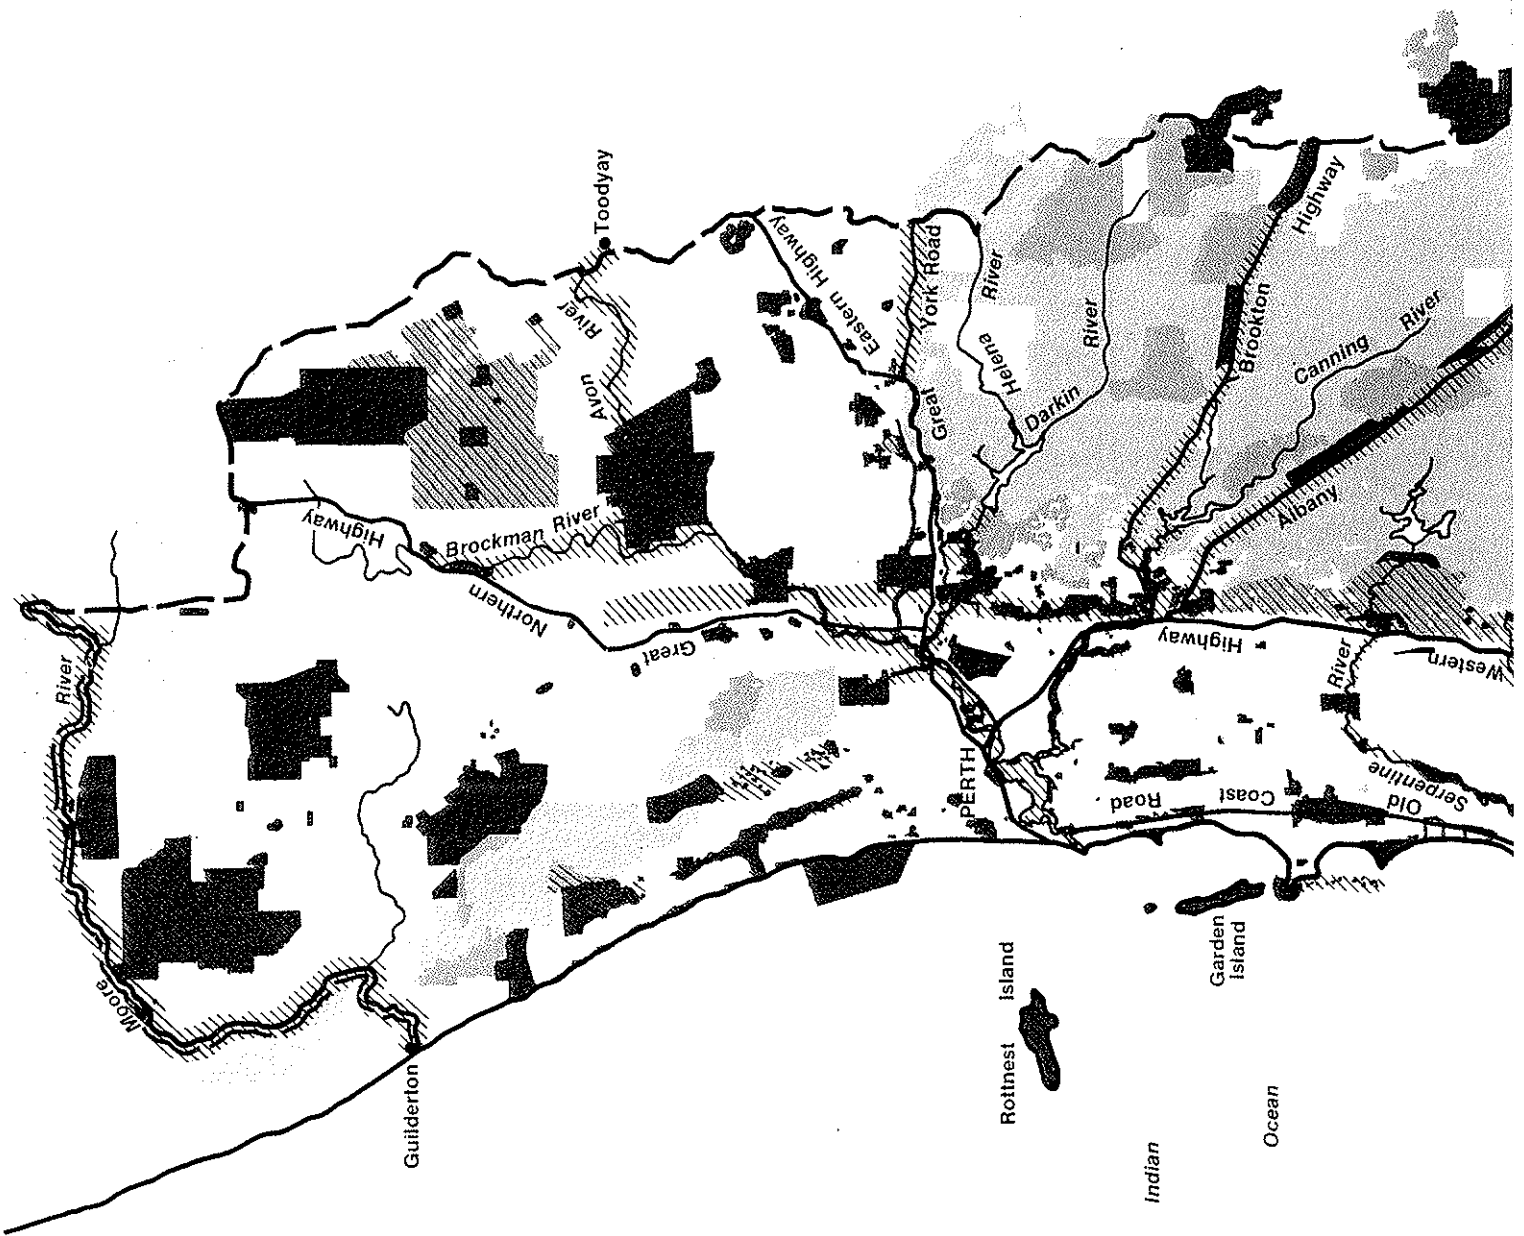 Moore
River
Guilderton
Great
Northern
Highway
Brockman River
Avon
River
Toodyay
Great
Eastern Highway
York Road
Helena
River
Darkin
River
Brookton
Highway
Canning
River
Albany
Highway
Western
PERTH
Road
Coast
Old
Serpentine
River
Rottnest Island
Garden
Island
Indian
Ocean